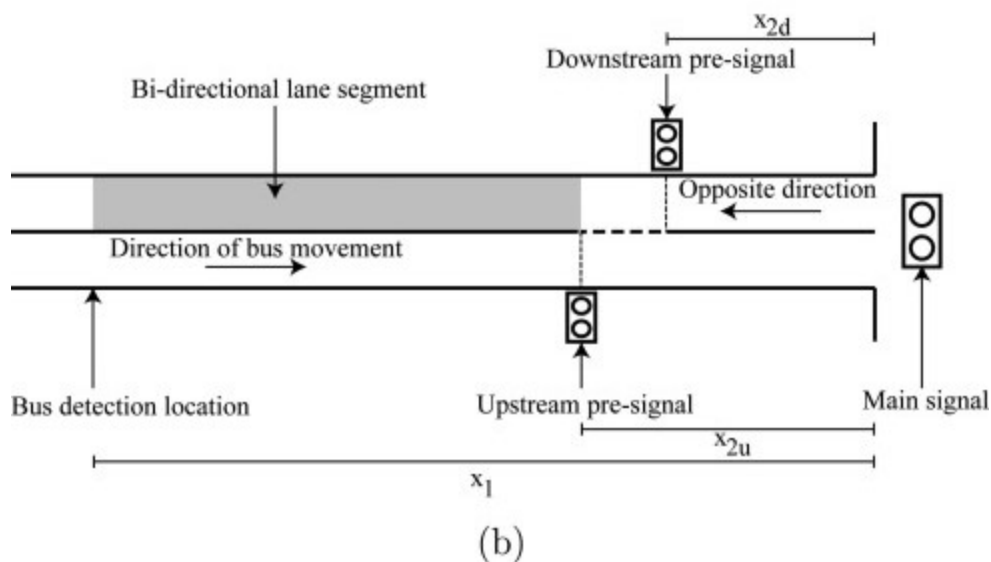 x2d
Downstream pre-signal
Bi-directional lane segment
Opposite direction
Direction of bus movement
Bus detection location
Upstream pre-signal
Main signal
x2u
x1
(b)